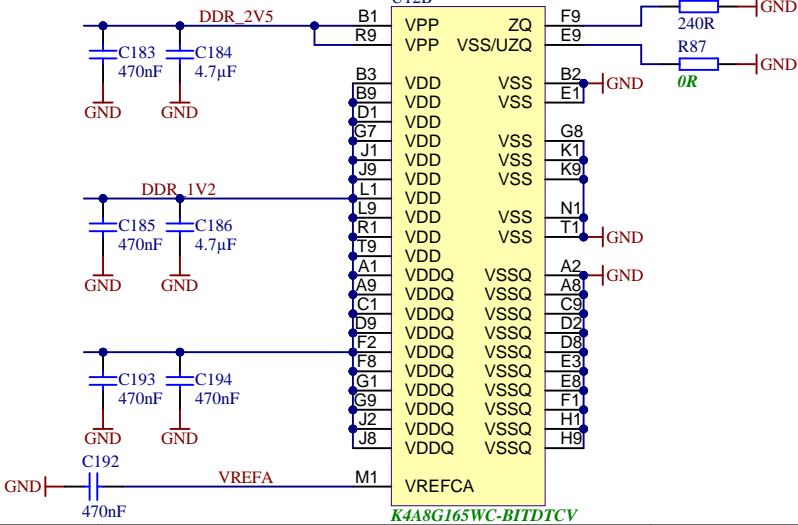 U12B
DDR_2V5 B1 VPP ZQ F9 GND
R9 VPP VSS/UZQ E9 240R
C183 C184 R87
470nF 4.7µF GND
0R
B3 VDD VSS B2 GND
B9 VDD VSS E1
GND GND D1 VDD
G7 VDD VSS G8
J1 VDD VSS K1
J9 VDD VSS K9
DDR_1V2 L1 VDD
L9 VDD VSS N1
C185 C186 R1 VDD VSS T1 GND
470nF 4.7µF T9 VDD
A1 VDDQ VSSQ A2 GND
GND GND A9 VDDQ VSSQ A8
C1 VDDQ VSSQ C9
D9 VDDQ VSSQ D2
F2 VDDQ VSSQ D8
F8 VDDQ VSSQ E3
C193 C194 G1 VDDQ VSSQ E8
470nF 470nF G9 VDDQ VSSQ F1
J2 VDDQ VSSQ H1
GND GND J8 VDDQ VSSQ H9
C192
GND VREFA M1 VREFCA
470nF
K4A8G165WC-BITDTCV